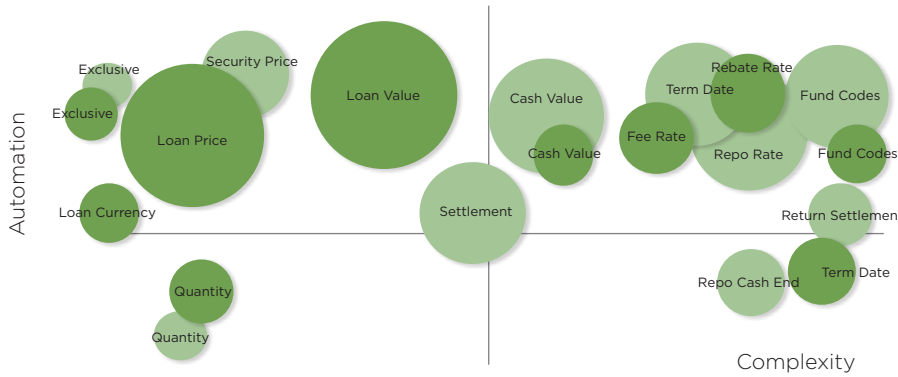 Exclusive
Security Price
Rebate Rate
Term Date
Loan Value
Cash Value
Fund Codes
Exclusive
Loan Price
Fee Rate
Cash Value
Repo Rate
Fund Codes
Automation
Loan Currency
Settlement
Return Settlemen
Quantity
Repo Cash End
Term Date
Quantity
Complexity